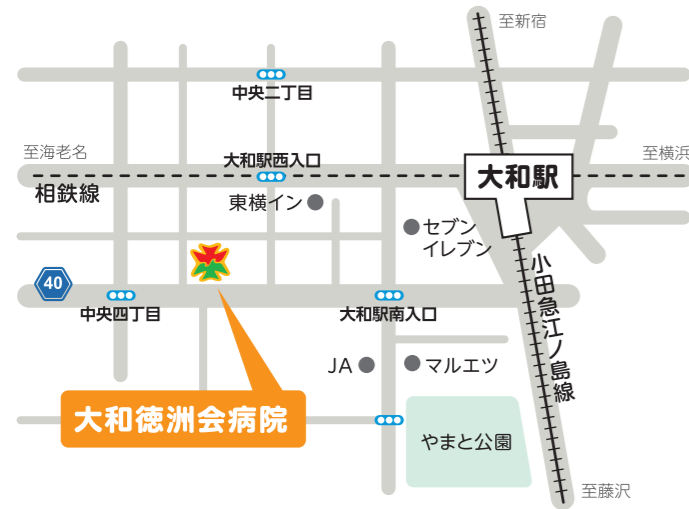 至新宿
中央二丁目
至海老名
大和駅西入口
至横浜
相鉄線
大和駅
東横イン
セブン
イレブン
小田急江ノ島線
40
中央四丁目
大和駅南入口
JA
マルエツ
大和徳洲会病院
やまと公園
至藤沢